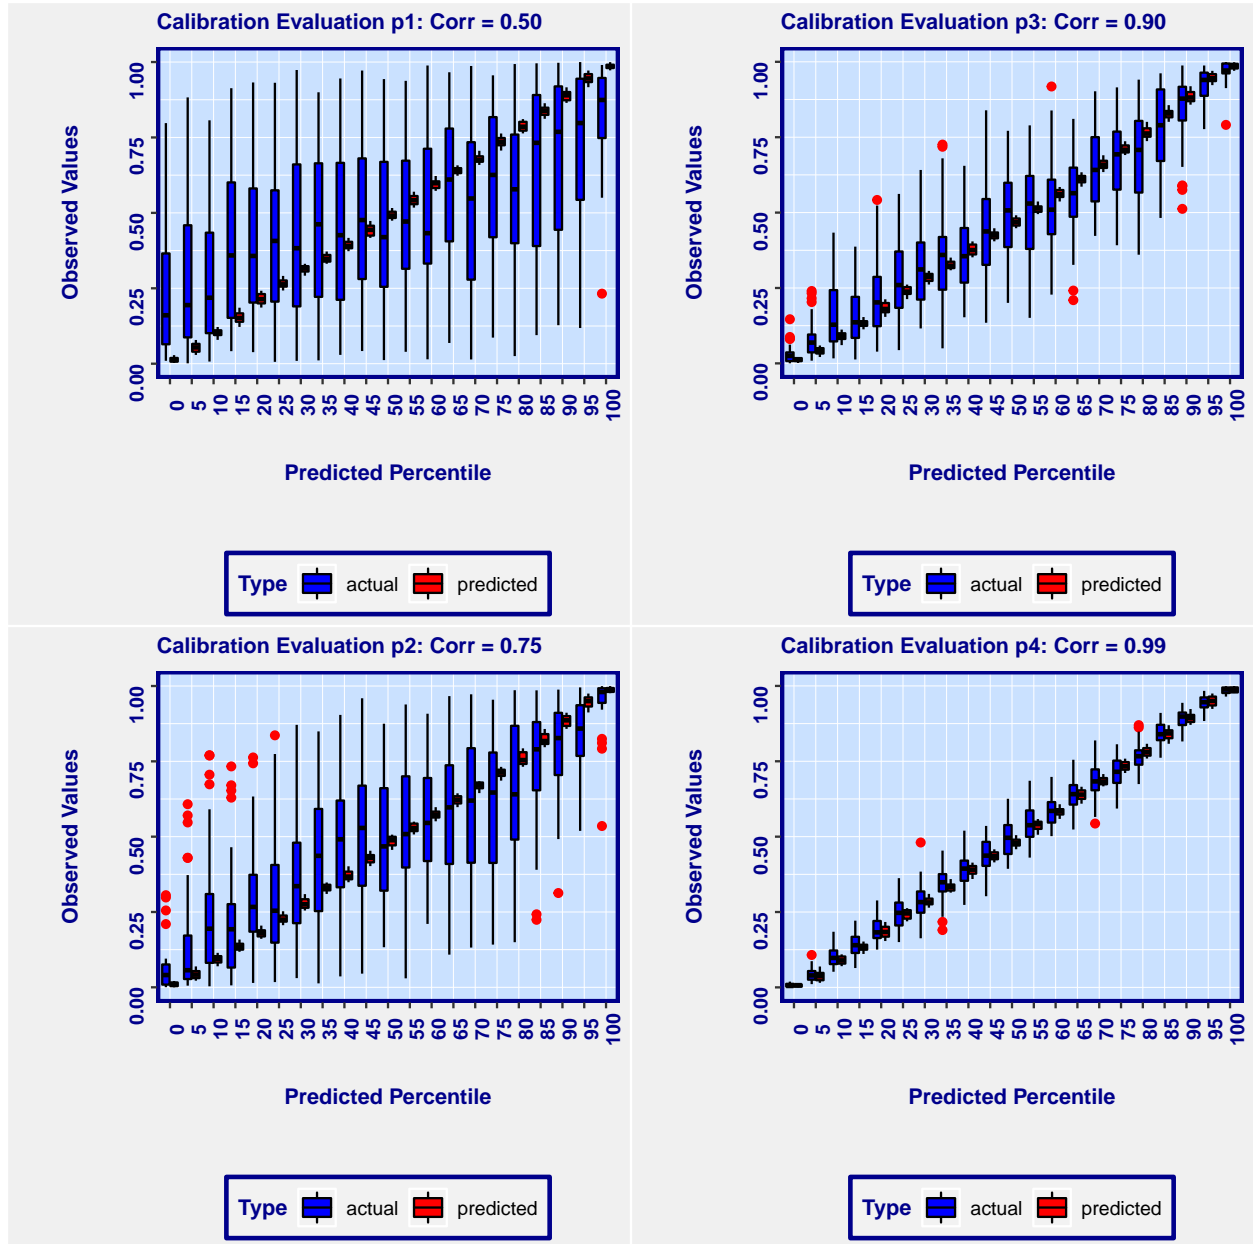 Calibration Evaluation p1: Corr = 0.50
Observed Values
1.00
0.75
0.50
0.25
0.00
0 5 10 15 20 25 30 35 40 45 50 55 60 65 70 75 80 85 90 95 100
Predicted Percentile
Type actual predicted
Calibration Evaluation p3: Corr = 0.90
Observed Values
1.00
0.75
0.50
0.25
0.00
0 5 10 15 20 25 30 35 40 45 50 55 60 65 70 75 80 85 90 95 100
Predicted Percentile
Type actual predicted
Calibration Evaluation p2: Corr = 0.75
Observed Values
1.00
0.75
0.50
0.25
0.00
0 5 10 15 20 25 30 35 40 45 50 55 60 65 70 75 80 85 90 95 100
Predicted Percentile
Type actual predicted
Calibration Evaluation p4: Corr = 0.99
Observed Values
1.00
0.75
0.50
0.25
0.00
0 5 10 15 20 25 30 35 40 45 50 55 60 65 70 75 80 85 90 95 100
Predicted Percentile
Type actual predicted